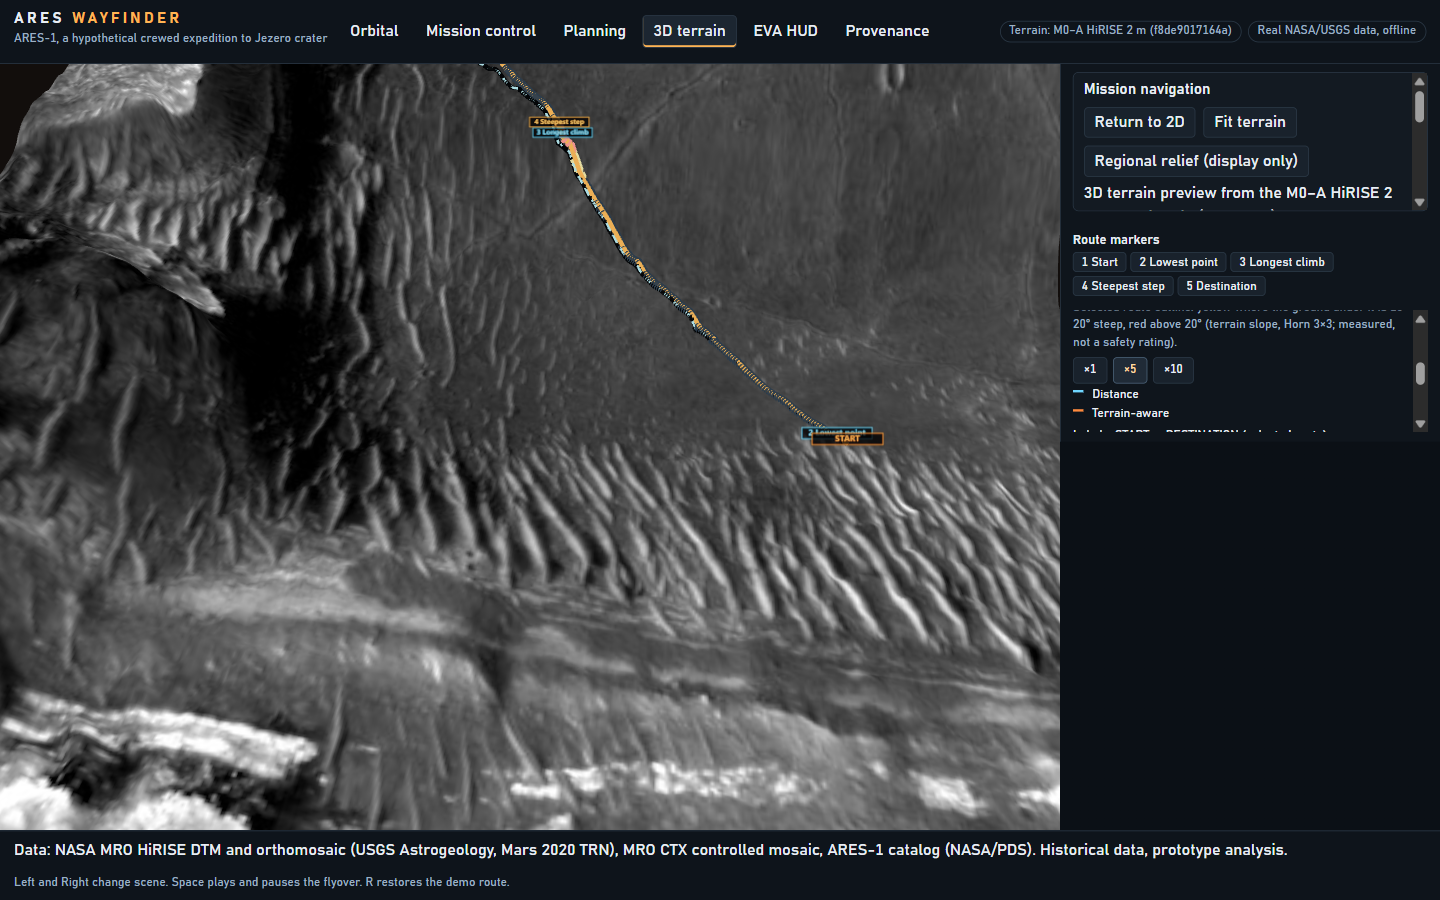 ARES WAYFINDER
ARES-1, a hypothetical crewed expedition to Jezero crater
Orbital
Mission control
Planning
3D terrain
EVA HUD
Provenance
Terrain: M0-A HiRISE 2 m (f8de9017164a)
Real NASA/USGS data, offline
4 Steepest step
3 Longest climb
2 Lowest point
START
Mission navigation
Return to 2D
Fit terrain
Regional relief (display only)
3D terrain preview from the M0-A HiRISE 2
Route markers
1 Start
2 Lowest point
3 Longest climb
4 Steepest step
5 Destination
20° steep, red above 20° (terrain slope, Horn 3×3; measured,
not a safety rating).
×1
×5
×10
Distance
Terrain-aware
Data: NASA MRO HiRISE DTM and orthomosaic (USGS Astrogeology, Mars 2020 TRN), MRO CTX controlled mosaic, ARES-1 catalog (NASA/PDS). Historical data, prototype analysis.
Left and Right change scene. Space plays and pauses the flyover. R restores the demo route.